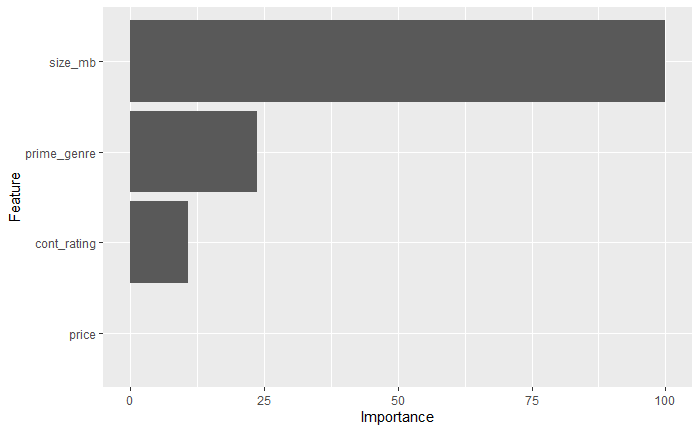 size_mb
prime_genre
cont_rating
price
Feature
0 25 50 75 100
Importance